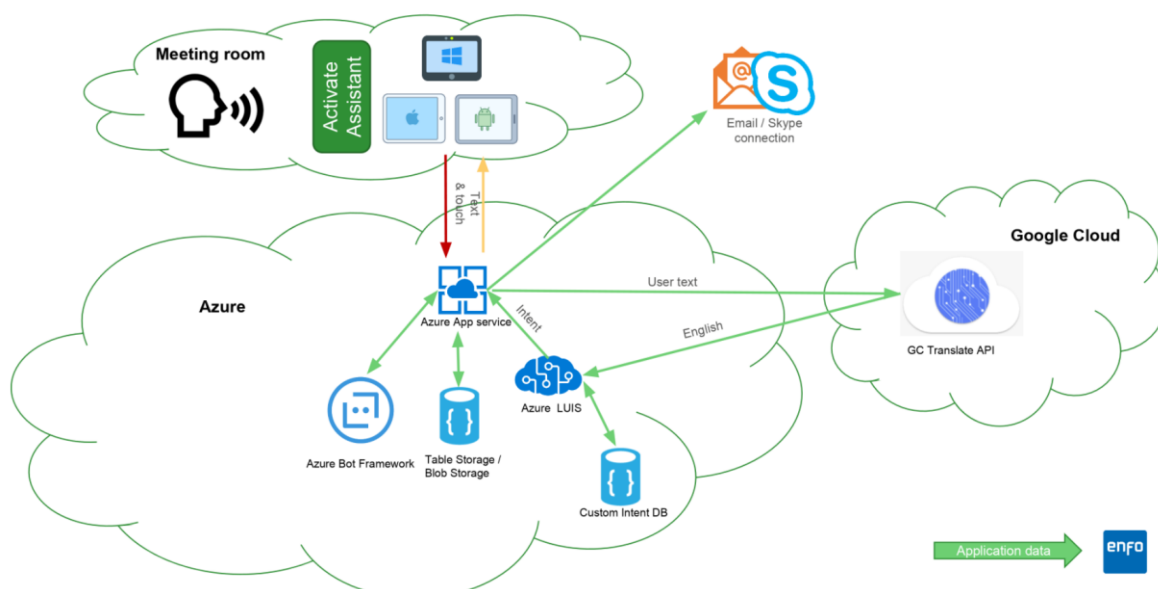 Meeting room
Activate
Assistant
@
S
Email / Skype
connection
Text
& touch
Google Cloud
Azure
User text
Azure App service
Intent
English
GC Translate API
{ }
Azure LUIS
Azure Bot Framework
Table Storage /
Blob Storage
{ }
Custom Intent DB
Application data
enfo